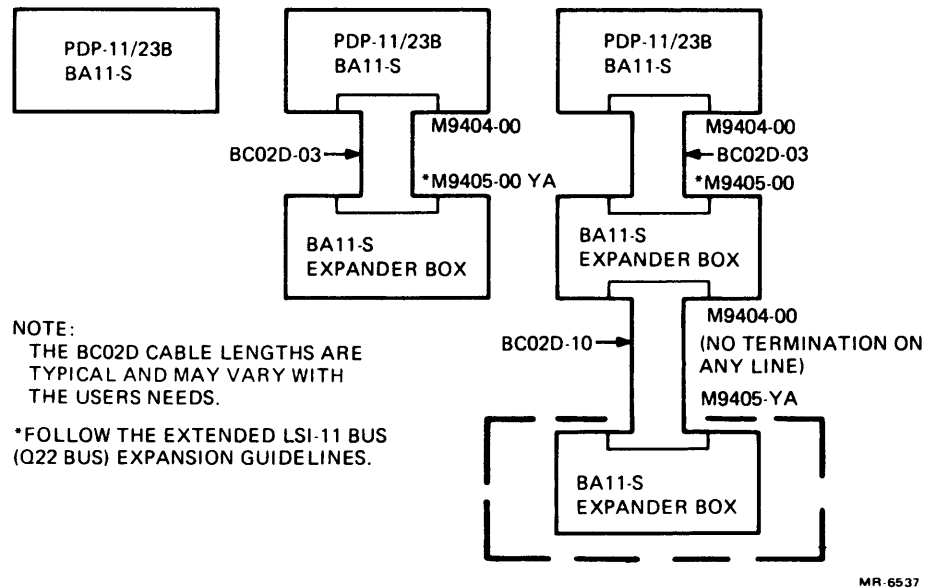 PDP-11/23B
BA11-S
PDP-11/23B
BA11-S
PDP-11/23B
BA11-S
M9404-00
BC02D-03
*M9405-00 YA
BA11-S
EXPANDER BOX
M9404-00
BC02D-03
*M9405-00
BA11-S
EXPANDER BOX
M9404-00
(NO TERMINATION ON
ANY LINE)
BC02D-10
M9405-YA
BA11-S
EXPANDER BOX
NOTE:
THE BC02D CABLE LENGTHS ARE
TYPICAL AND MAY VARY WITH
THE USERS NEEDS.
*FOLLOW THE EXTENDED LSI-11 BUS
(Q22 BUS) EXPANSION GUIDELINES.
MR-6537